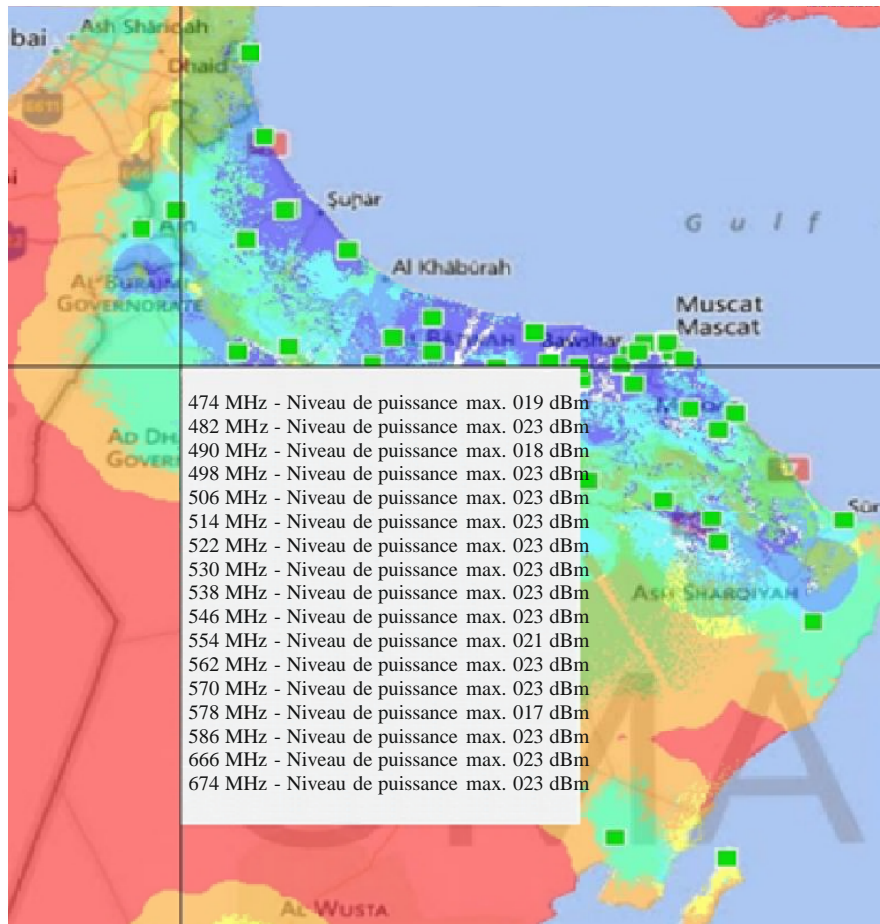 bai
Ash Shāriqah
Dhaid
Şuḩār
G u l f
Al Khābūrah
GOVERNORATE
Muscat
Mascat
Bawshar
474 MHz - Niveau de puissance max. 019 dBm
482 MHz - Niveau de puissance max. 023 dBm
490 MHz - Niveau de puissance max. 018 dBm
498 MHz - Niveau de puissance max. 023 dBm
506 MHz - Niveau de puissance max. 023 dBm
514 MHz - Niveau de puissance max. 023 dBm
522 MHz - Niveau de puissance max. 023 dBm
530 MHz - Niveau de puissance max. 023 dBm
538 MHz - Niveau de puissance max. 023 dBm
546 MHz - Niveau de puissance max. 023 dBm
554 MHz - Niveau de puissance max. 021 dBm
562 MHz - Niveau de puissance max. 023 dBm
570 MHz - Niveau de puissance max. 023 dBm
578 MHz - Niveau de puissance max. 017 dBm
586 MHz - Niveau de puissance max. 023 dBm
666 MHz - Niveau de puissance max. 023 dBm
674 MHz - Niveau de puissance max. 023 dBm
AD DH
GOVER
Sūr
ASH SHARQIYAH
AL WUSTA